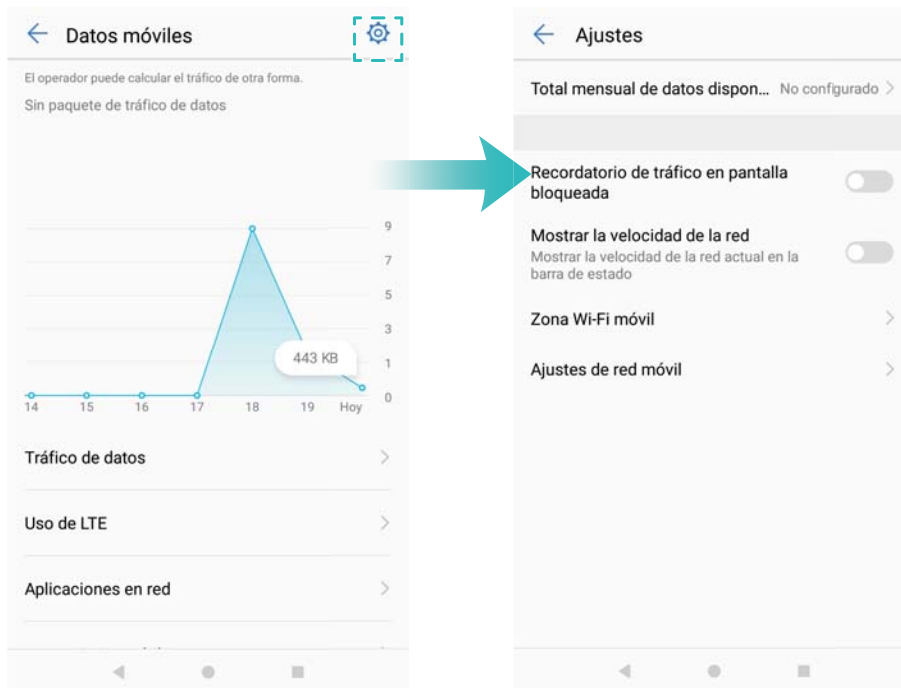 Datos móviles
El operador puede calcular el tráfico de otra forma.
Sin paquete de tráfico de datos
9
7
5
3
443 KB
1
0
14 15 16 17 18 19 Hoy
Tráfico de datos
Uso de LTE
Aplicaciones en red
Ajustes
Total mensual de datos dispon... No configurado
Recordatorio de tráfico en pantalla
bloqueada
Mostrar la velocidad de la red
Mostrar la velocidad de la red actual en la
barra de estado
Zona Wi-Fi móvil
Ajustes de red móvil